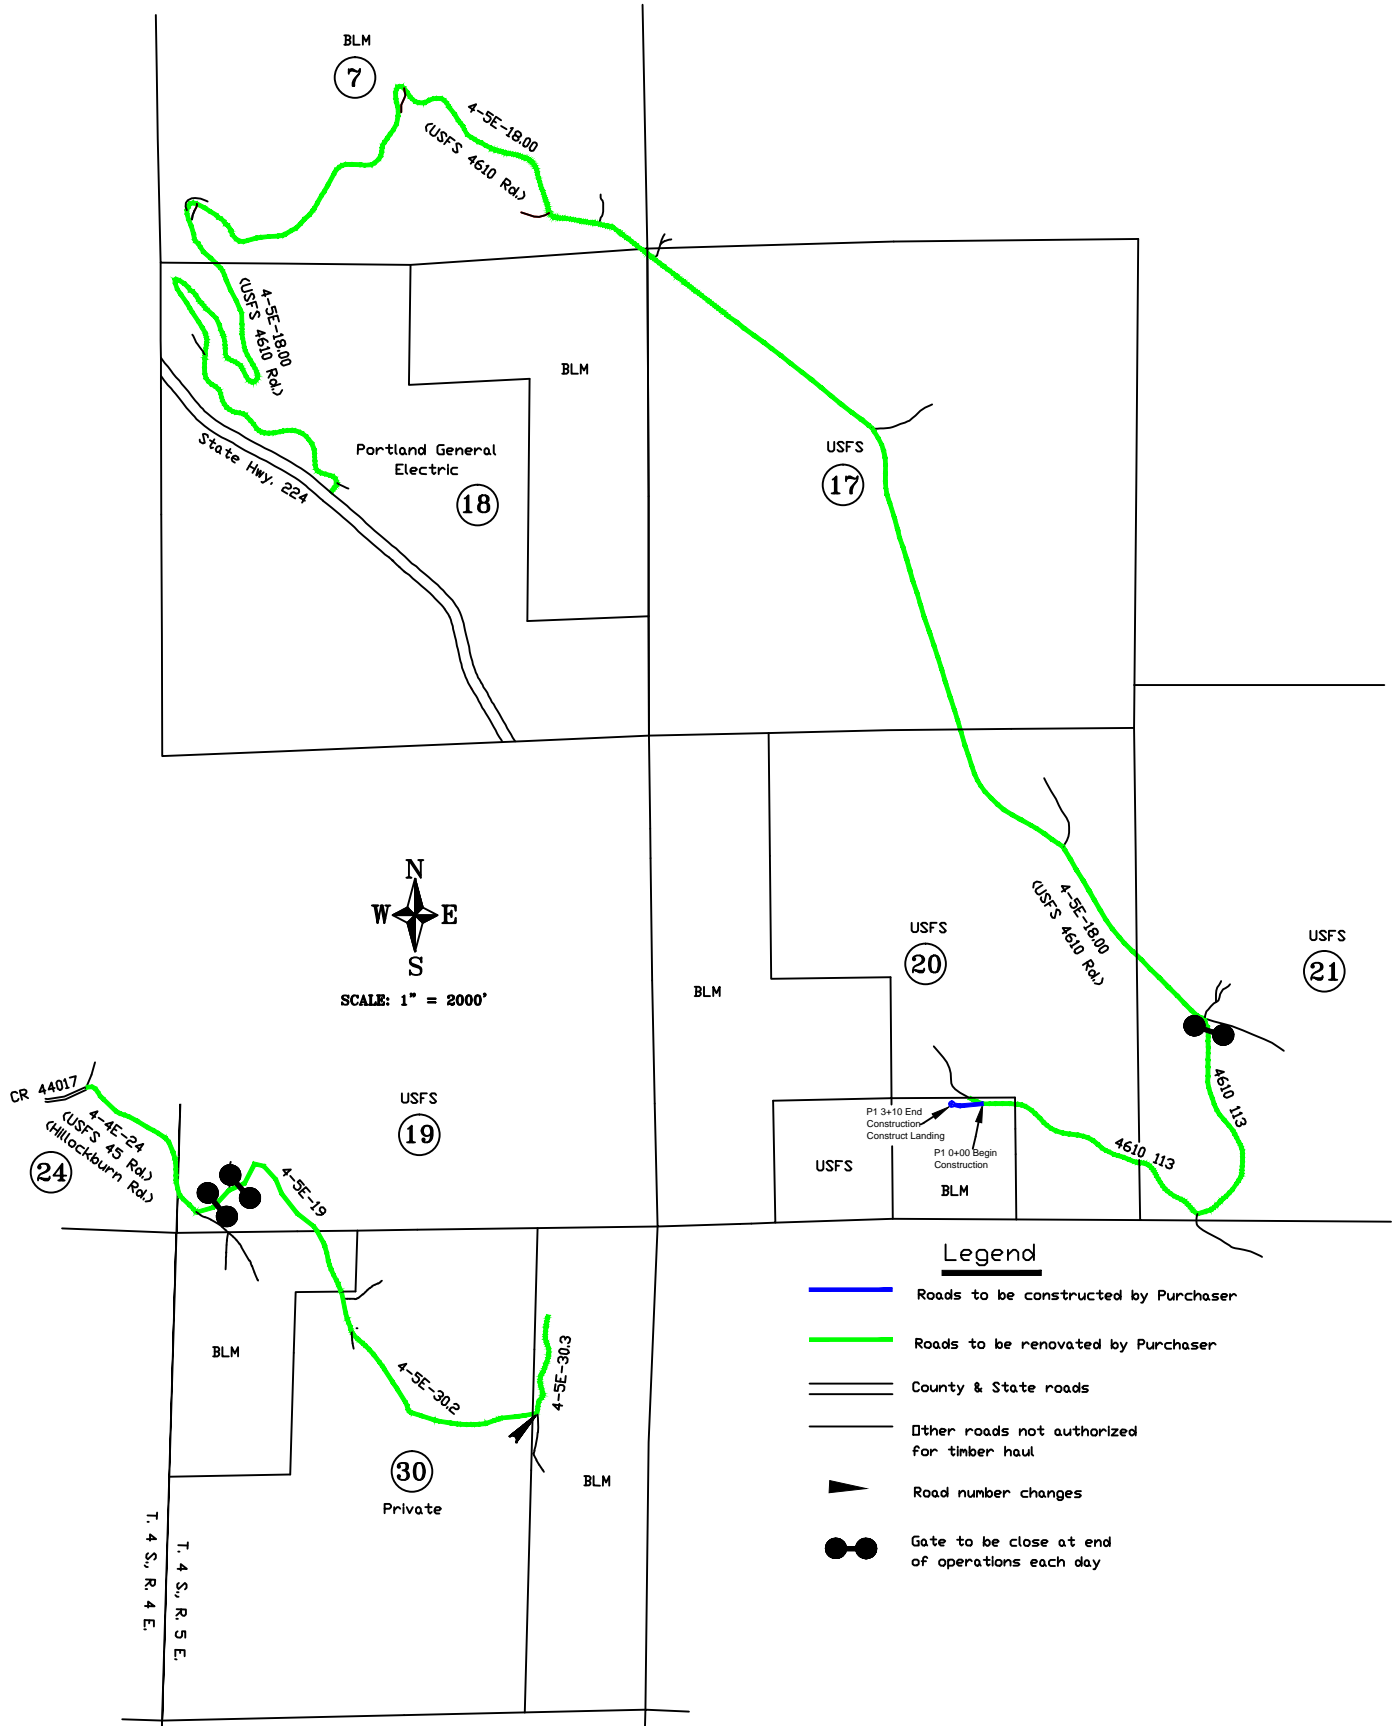 BLM
7
4-5E-18.00
(USFS 4610 Rd.)
4-5E-18.00
(USFS 4610 Rd.)
BLM
State Hwy. 224
Portland General
Electric
18
USFS
17
N
W E
S
SCALE: 1" = 2000'
4-5E-18.00
(USFS 4610 Rd.)
USFS
20
USFS
21
BLM
CR 44017
4-4E-24
(USFS 45 Rd.)
(Hillockburn Rd.)
24
USFS
19
4-5E-19
P1 3+10 End
Construction
Construct Landing
P1 0+00 Begin
Construction
USFS
BLM
4610 113
4610 113
BLM
4-5E-30.2
4-5E-30.3
30
Private
BLM
T. 4 S., R. 4 E.
T. 4 S., R. 5 E.
Legend
Roads to be constructed by Purchaser
Roads to be renovated by Purchaser
County & State roads
Other roads not authorized
for timber haul
Road number changes
Gate to be close at end
of operations each day